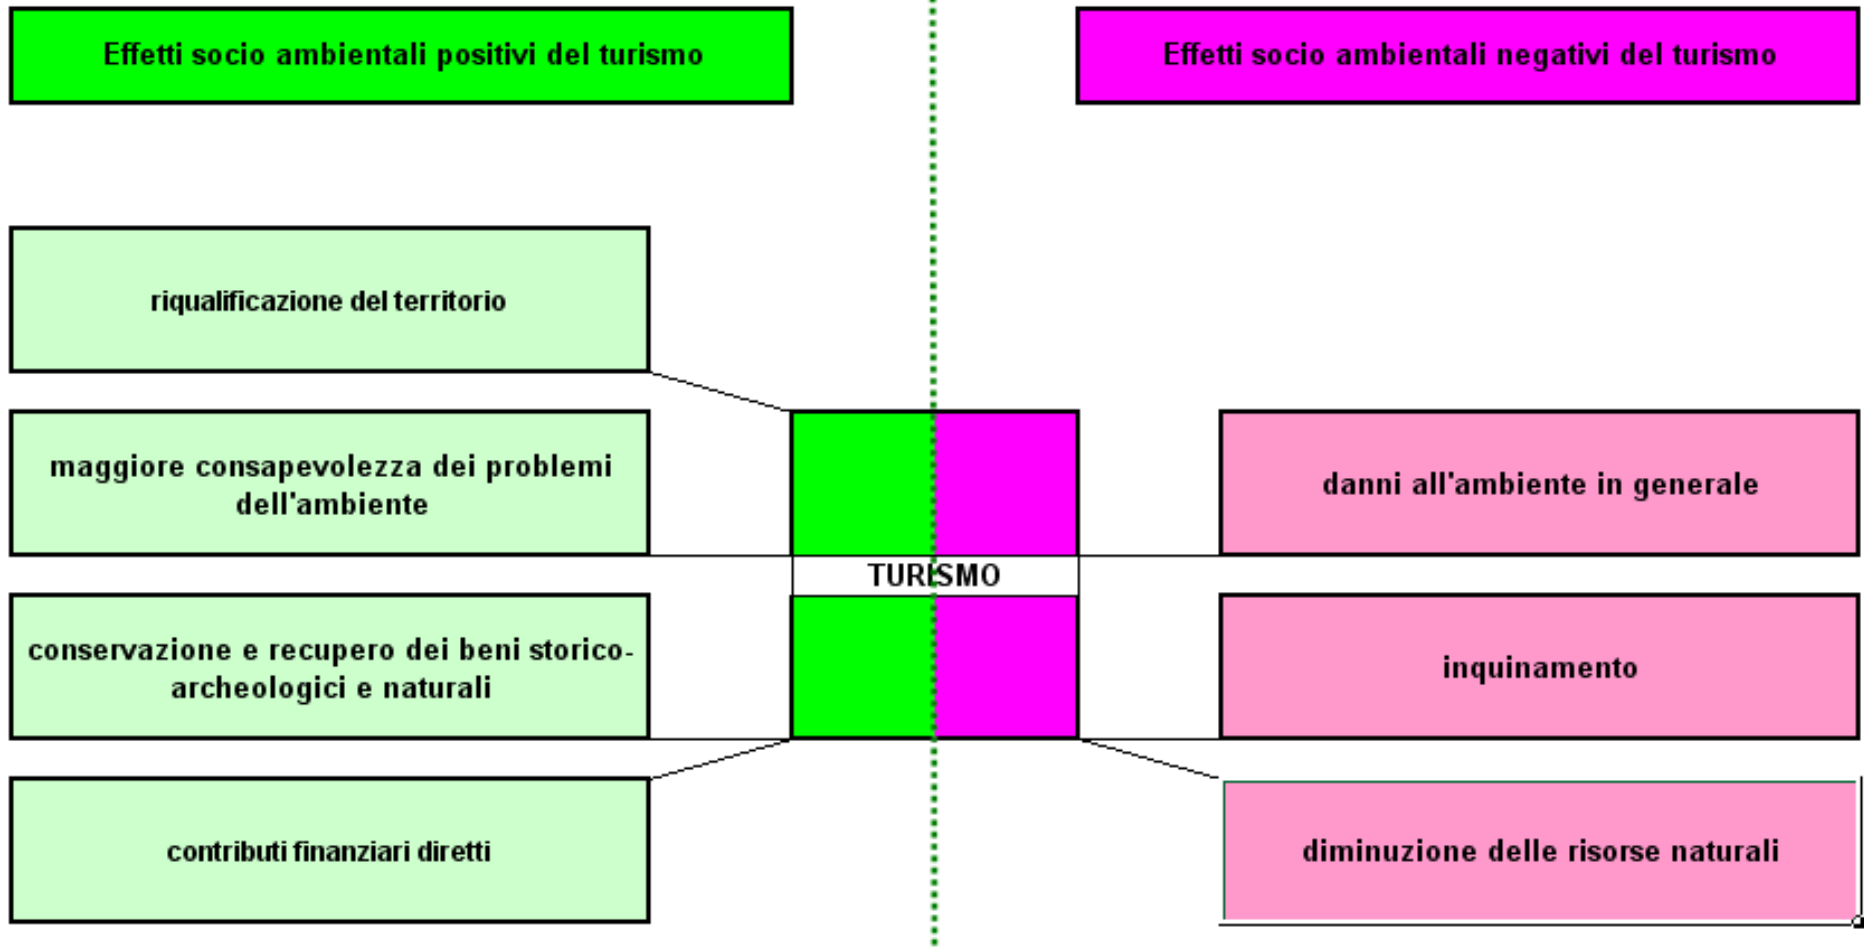 Effetti socio ambientali positivi del turismo
Effetti socio ambientali negativi del turismo
riqualificazione del territorio
maggiore consapevolezza dei problemi
dell'ambiente
danni all'ambiente in generale
TURISMO
conservazione e recupero dei beni storico-
archeologici e naturali
inquinamento
contributi finanziari diretti
diminuzione delle risorse naturali